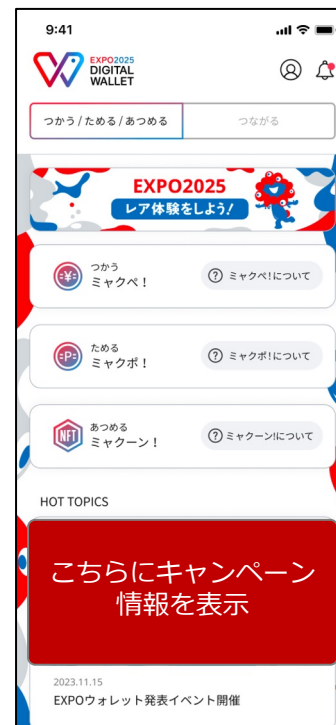 9:41
EXPO2025
DIGITAL
WALLET
つかう/ためる/あつめる
つながる
EXPO2025
レア体験をしよう!
つかう
ミャクペ!
? ミャクペ!について
ためる
ミャクポ!
? ミャクポ!について
NFT
あつめる
ミャクーン!
? ミャクーン!について
HOT TOPICS
こちらにキャンペーン
情報を表示
2023.11.15
EXPOウォレット発表イベント開催